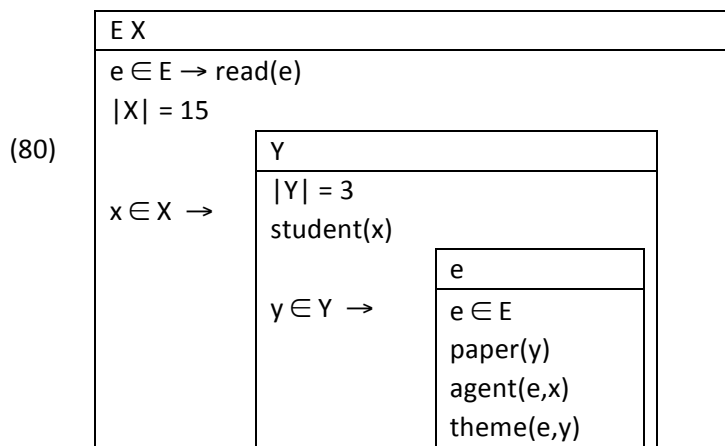 E X
e ∈ E → read(e)
|X| = 15
(80)
Y
|Y| = 3
x ∈ X →
student(x)
e
y ∈ Y →
e ∈ E
paper(y)
agent(e,x)
theme(e,y)